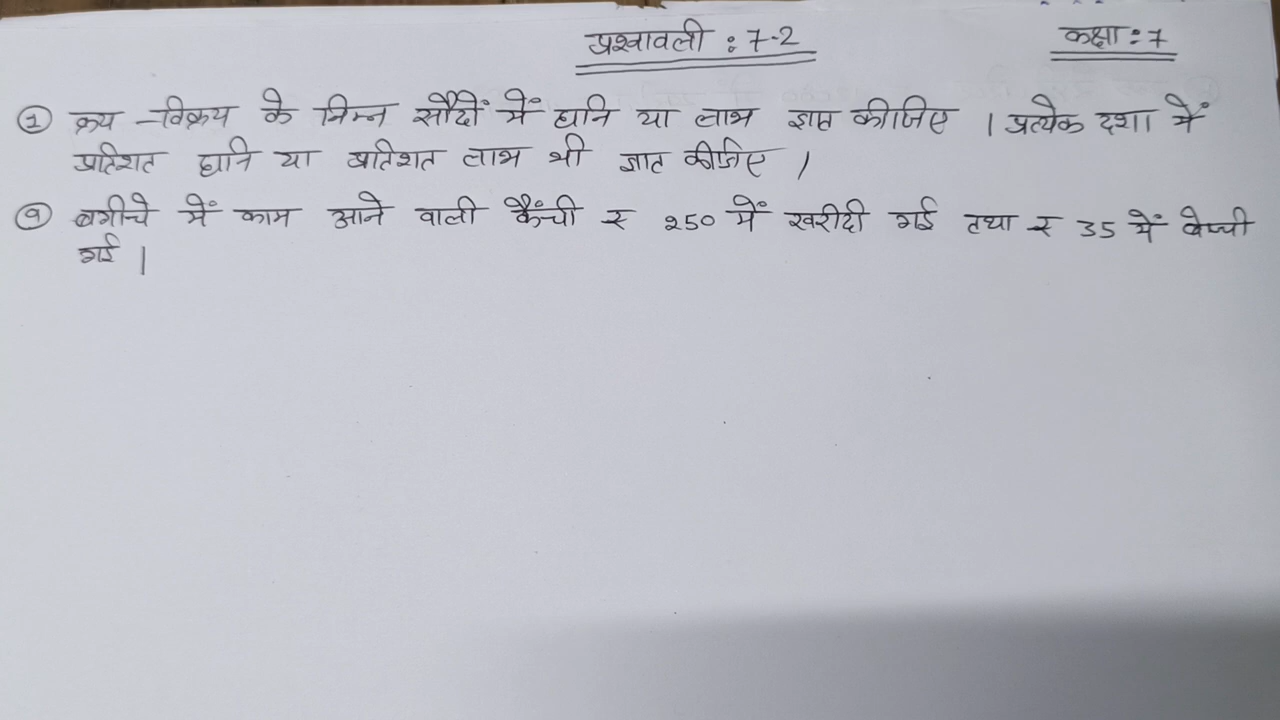 प्रश्नावली : 7.2
कक्षा : 7
① क्रय - विक्रय के निम्न सौदों में हानि या लाभ ज्ञात कीजिए । प्रत्येक दशा में
प्रतिशत हानि या प्रतिशत लाभ भी ज्ञात कीजिए ।
(a) बगीचे में काम आने वाली कैंची ₹ 250 में खरीदी गई तथा ₹ 35 में बेच्ची
गई ।